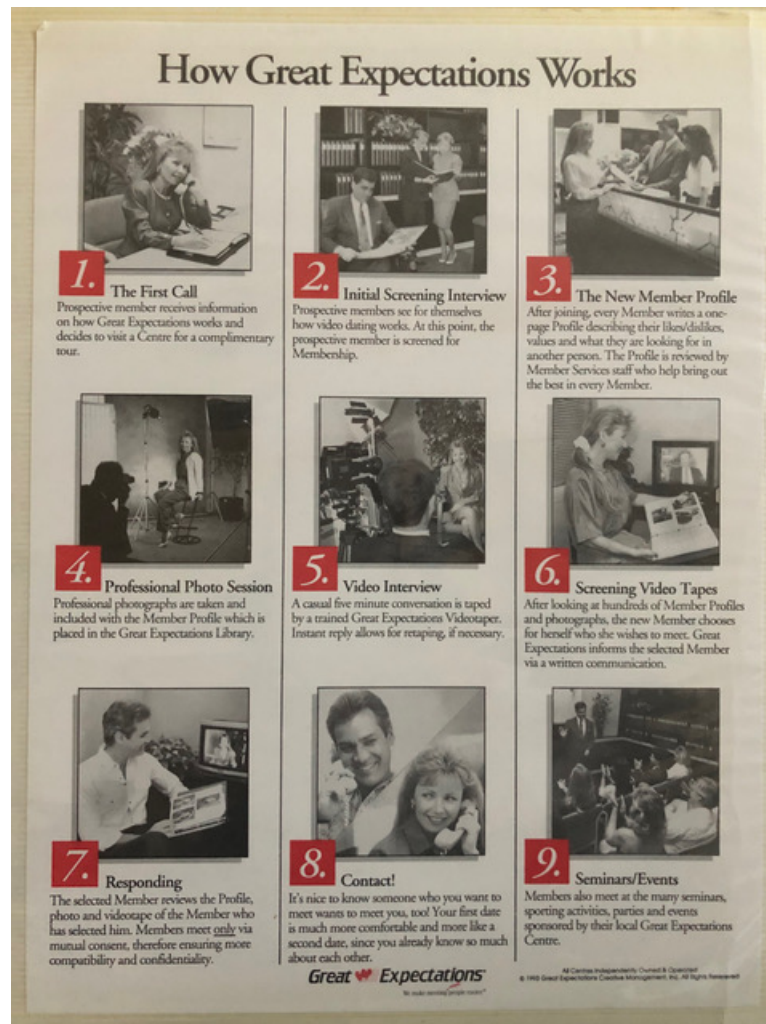 How Great Expectations Works
1.
The First Call
Prospective member receives information
on how Great Expectations works and
decides to visit a Centre for a complimentary
tour.
2.
Initial Screening Interview
Prospective members see for themselves
how video dating works. At this point, the
prospective member is screened for
Membership.
3.
The New Member Profile
After joining, every Member writes a one-
page Profile describing their likes/dislikes,
values and what they are looking for in
another person. The Profile is reviewed by
Member Services staff who help bring out
the best in every Member.
4.
Professional Photo Session
Professional photographs are taken and
included with the Member Profile which is
placed in the Great Expectations Library.
5.
Video Interview
A casual five minute conversation is taped
by a trained Great Expectations Videotaper.
Instant reply allows for retaping, if necessary.
6.
Screening Video Tapes
After looking at hundreds of Member Profiles
and photographs, the new Member chooses
for herself who she wishes to meet. Great
Expectations informs the selected Member
via a written communication.
7.
Responding
The selected Member reviews the Profile,
photo and videotape of the Member who
has selected him. Members meet only via
mutual consent, therefore ensuring more
compatibility and confidentiality.
8.
Contact!
It's nice to know someone who you want to
meet wants to meet you, too! Your first date
is much more comfortable and more like a
second date, since you already know so much
about each other.
9.
Seminars/Events
Members also meet at the many seminars,
sporting activities, parties and events
sponsored by their local Great Expectations
Centre.
Great Expectations
We make meeting people matter
All Centres Independently Owned & Operated
Great Expectations Creative Management, Inc. All Rights